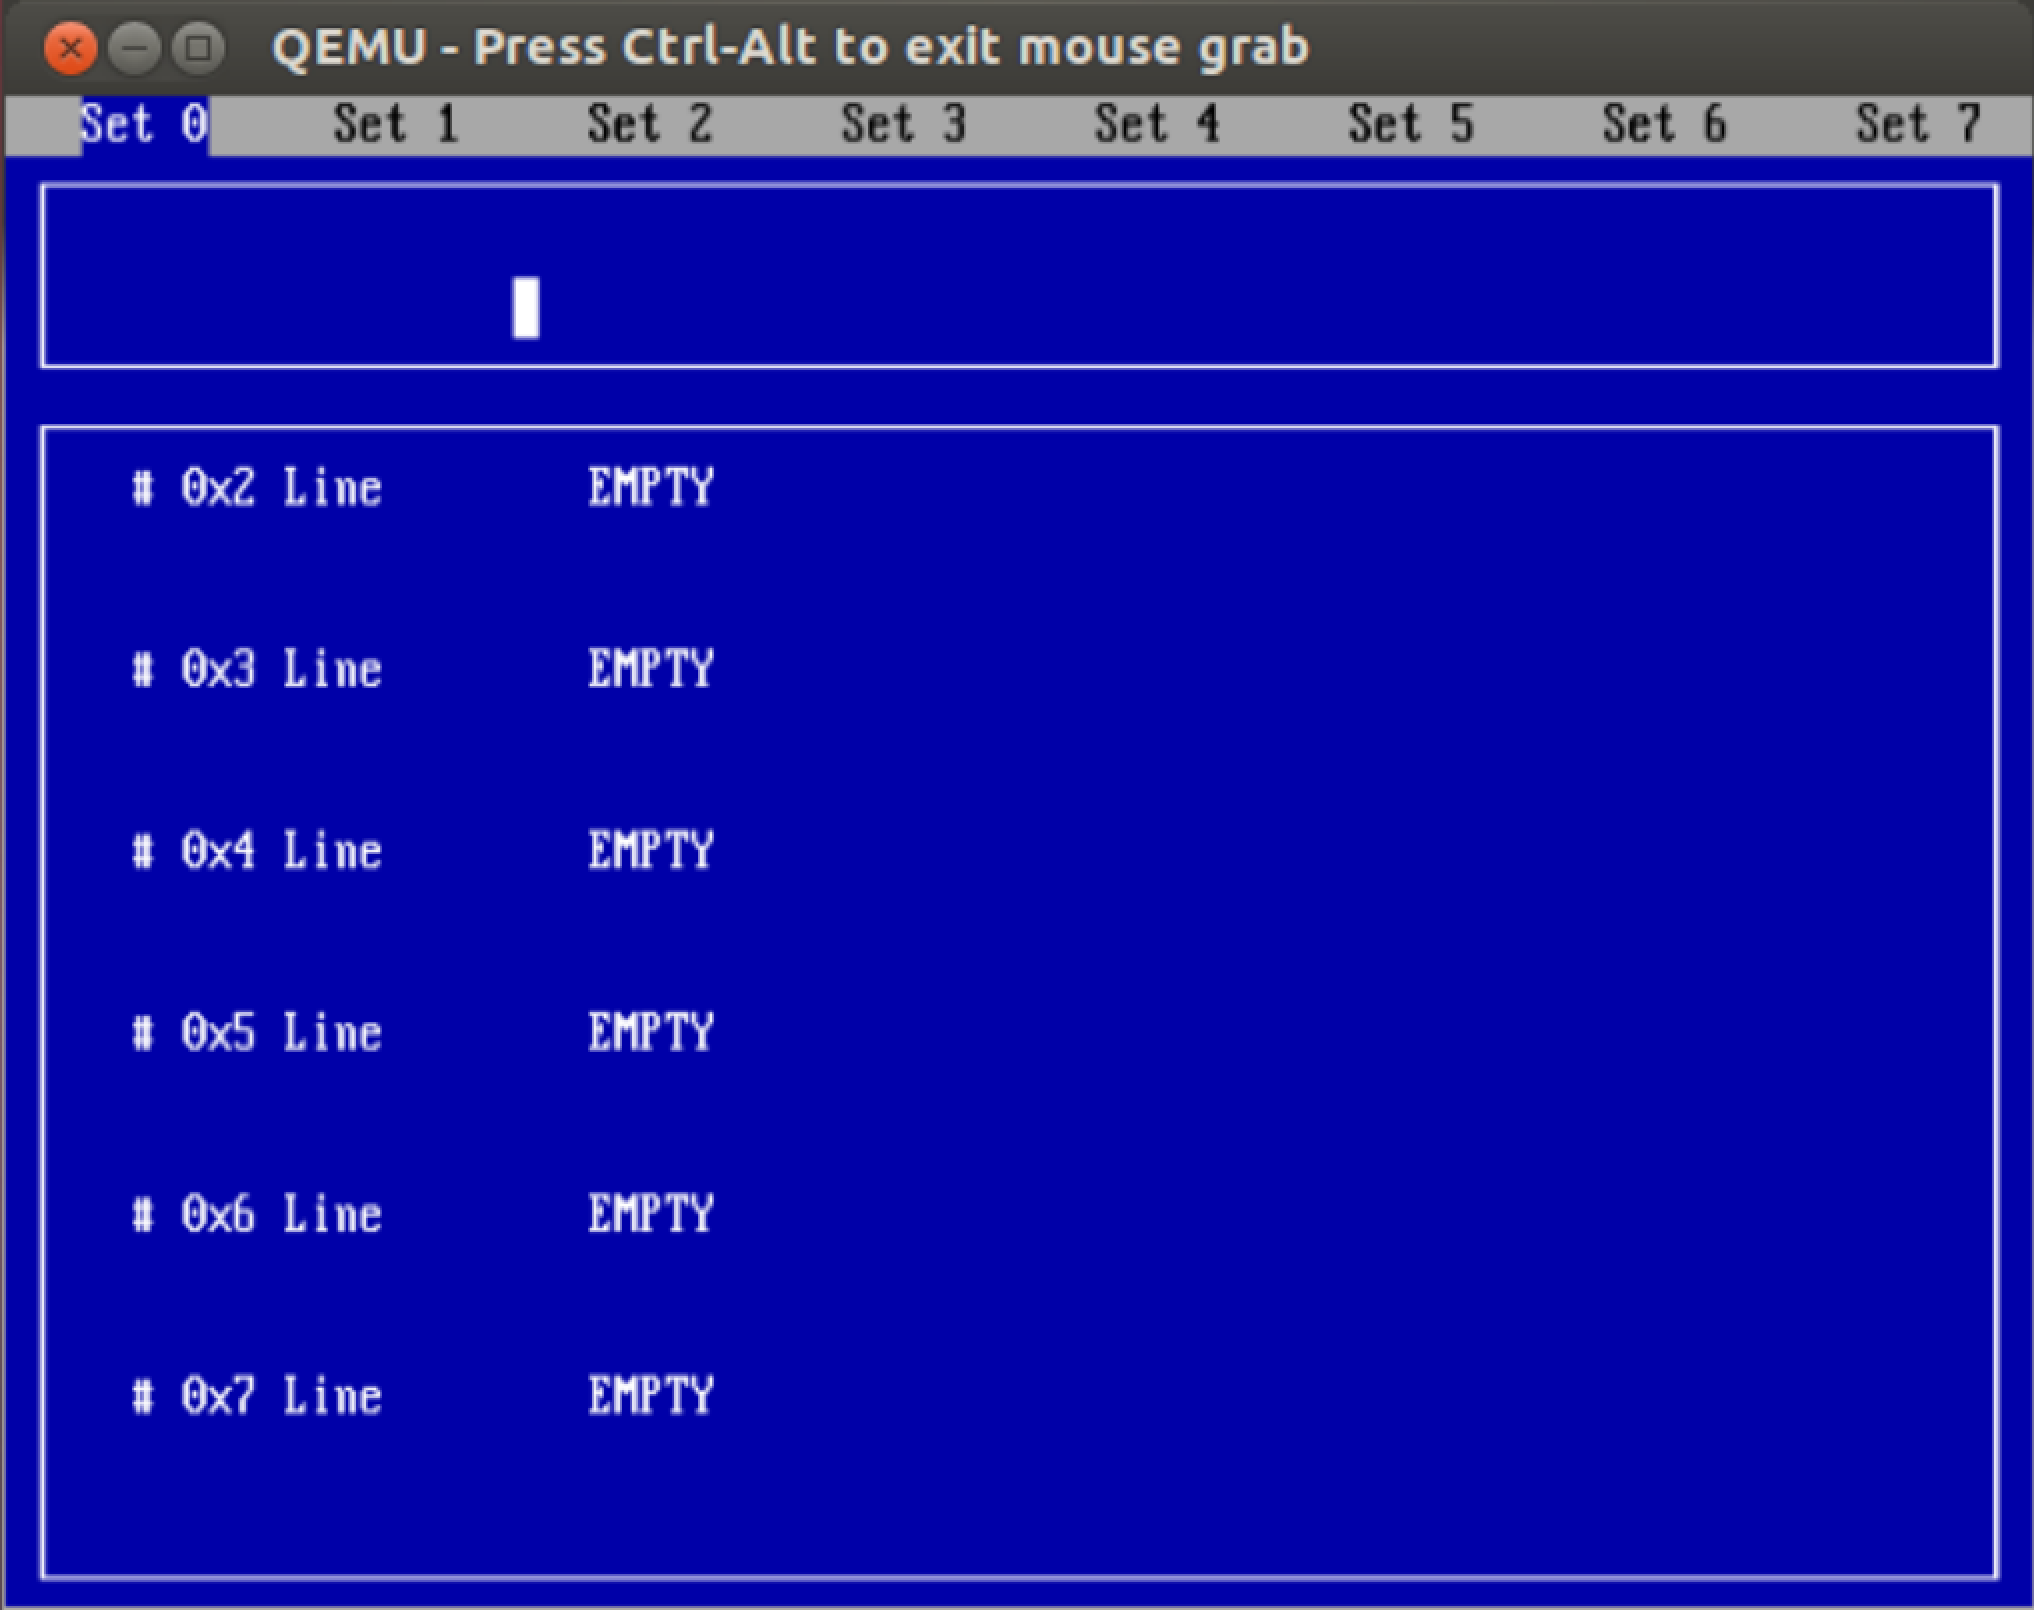 QEMU - Press Ctrl-Alt to exit mouse grab
Set 0 Set 1 Set 2 Set 3 Set 4 Set 5 Set 6 Set 7
# 0x2 Line EMPTY
# 0x3 Line EMPTY
# 0x4 Line EMPTY
# 0x5 Line EMPTY
# 0x6 Line EMPTY
# 0x7 Line EMPTY